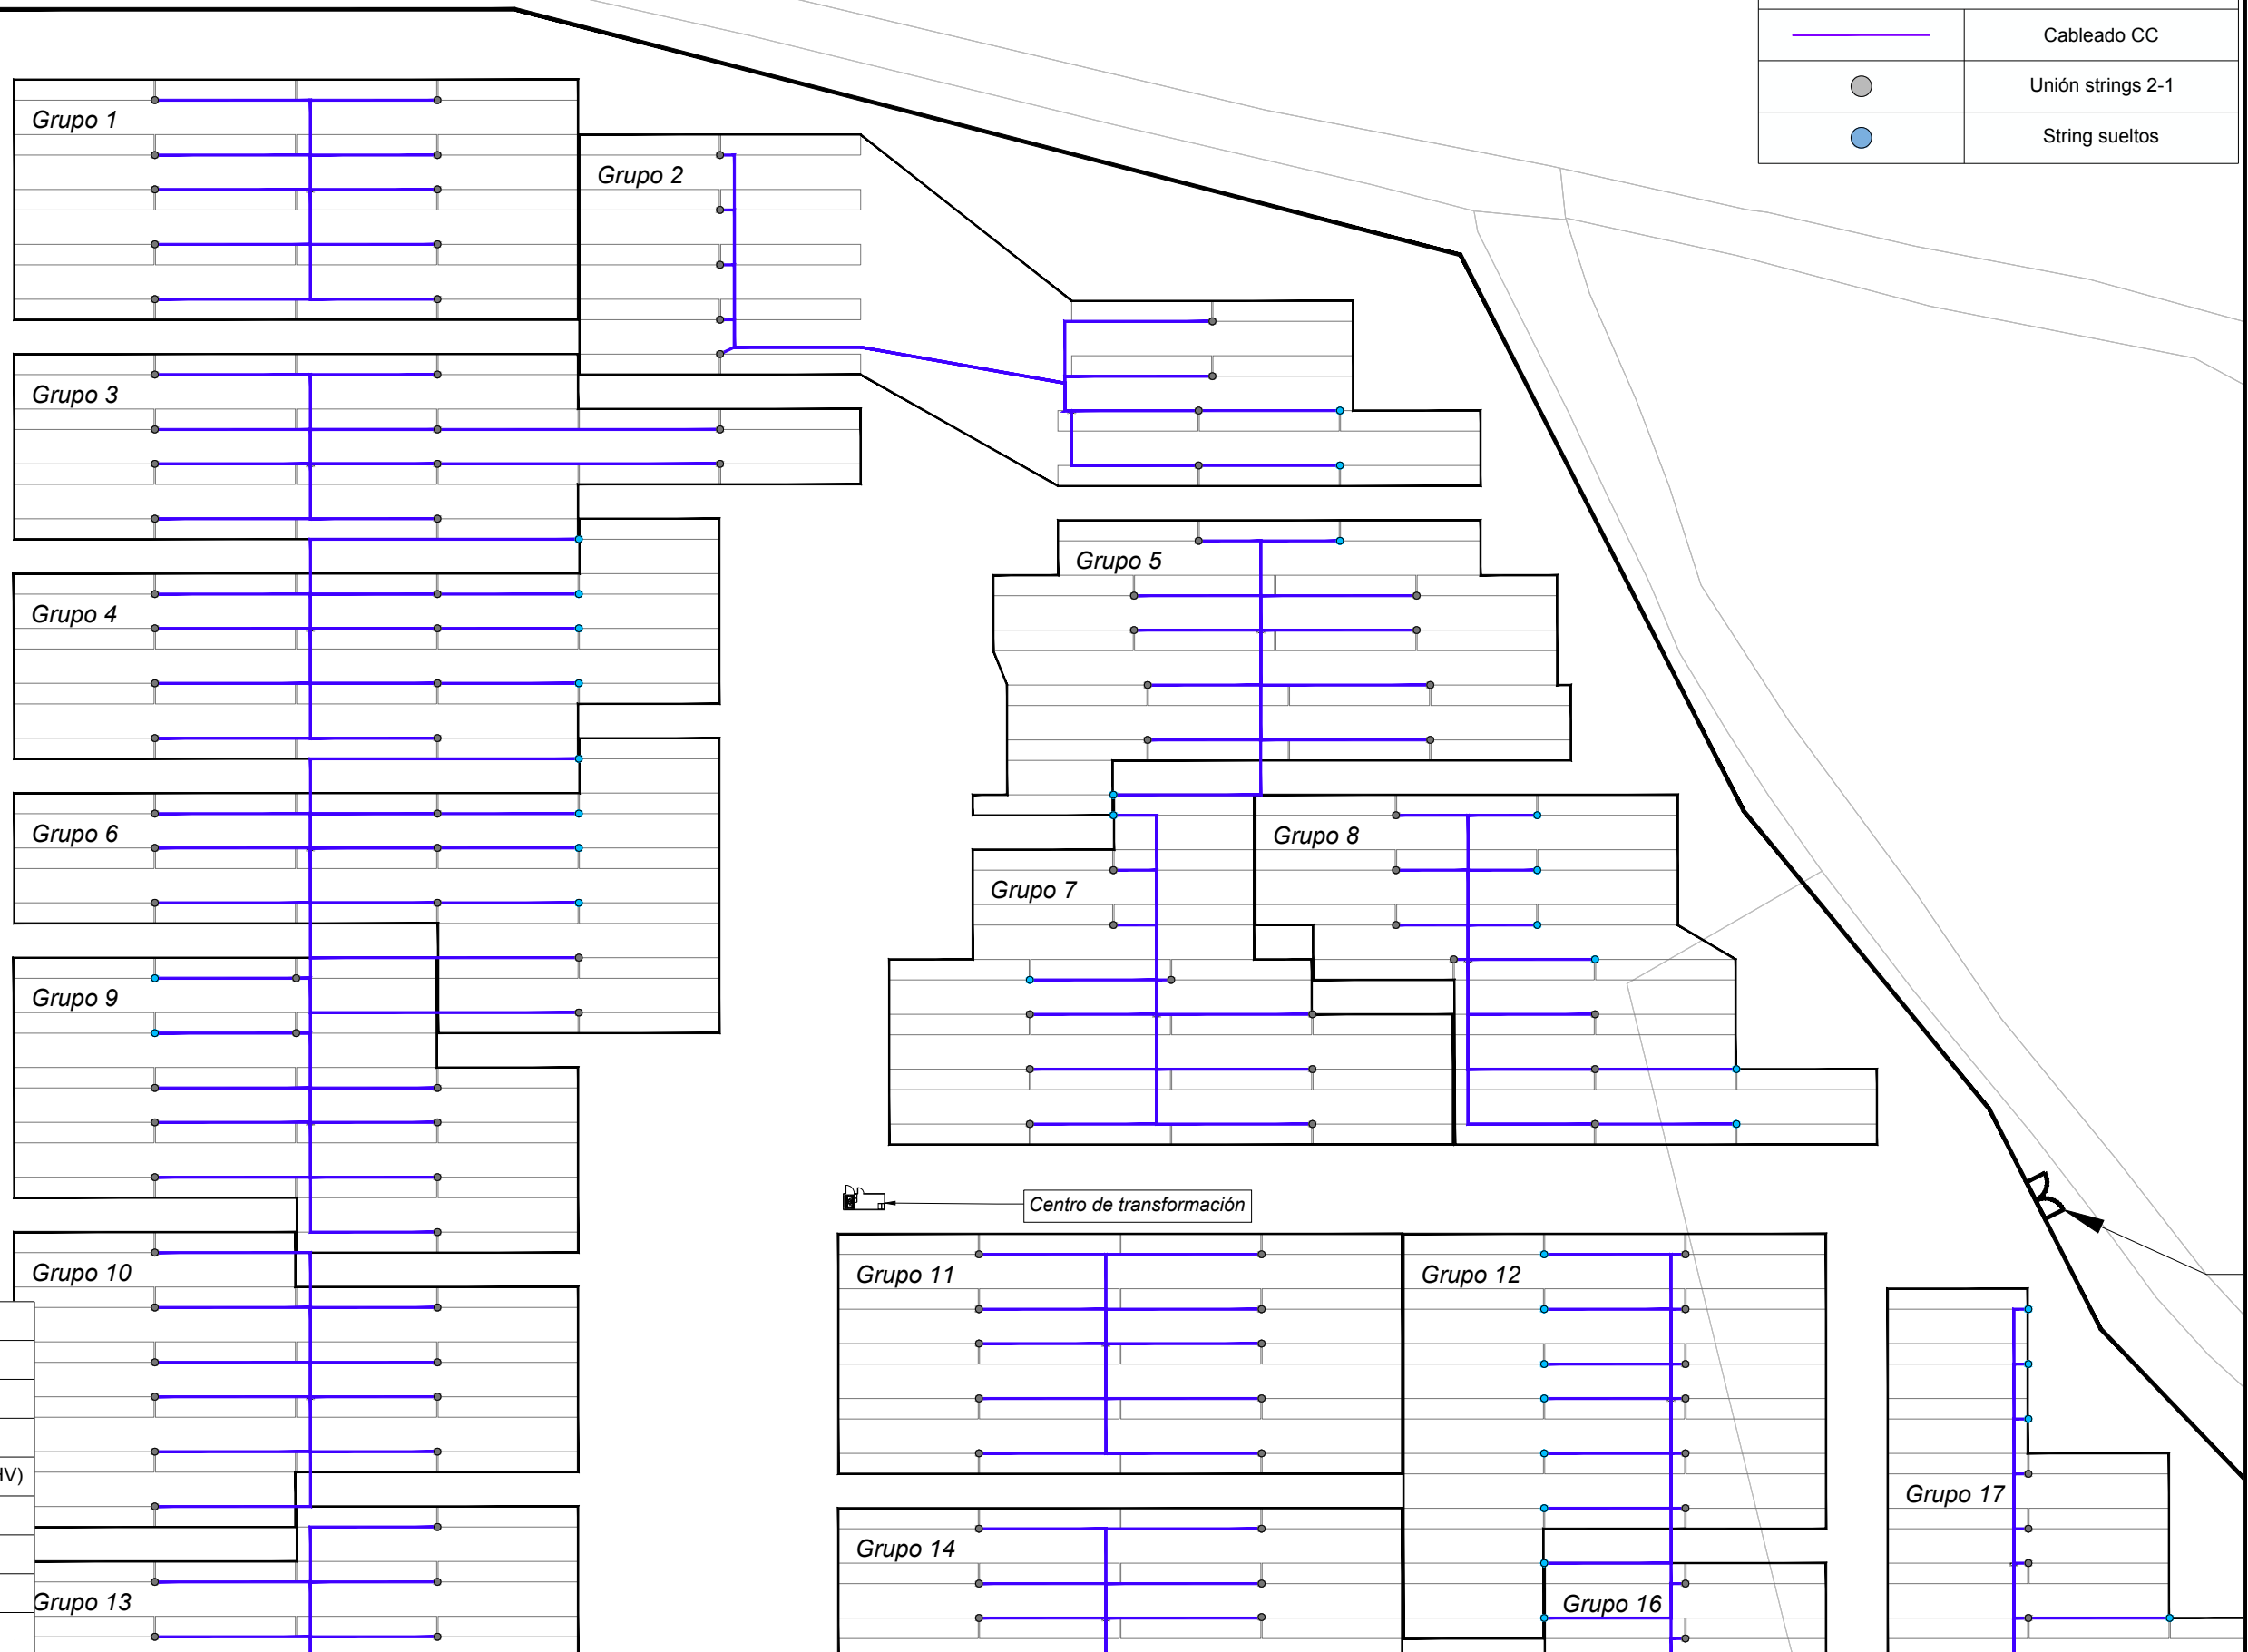 Cableado CC
Unión strings 2-1
String sueltos
Grupo 1
Grupo 2
Grupo 3
Grupo 4
Grupo 5
Grupo 6
Grupo 8
Grupo 7
Grupo 9
Centro de transformación
Grupo 10
Grupo 11
Grupo 12
Grupo 17
Grupo 14
Grupo 13
Grupo 16